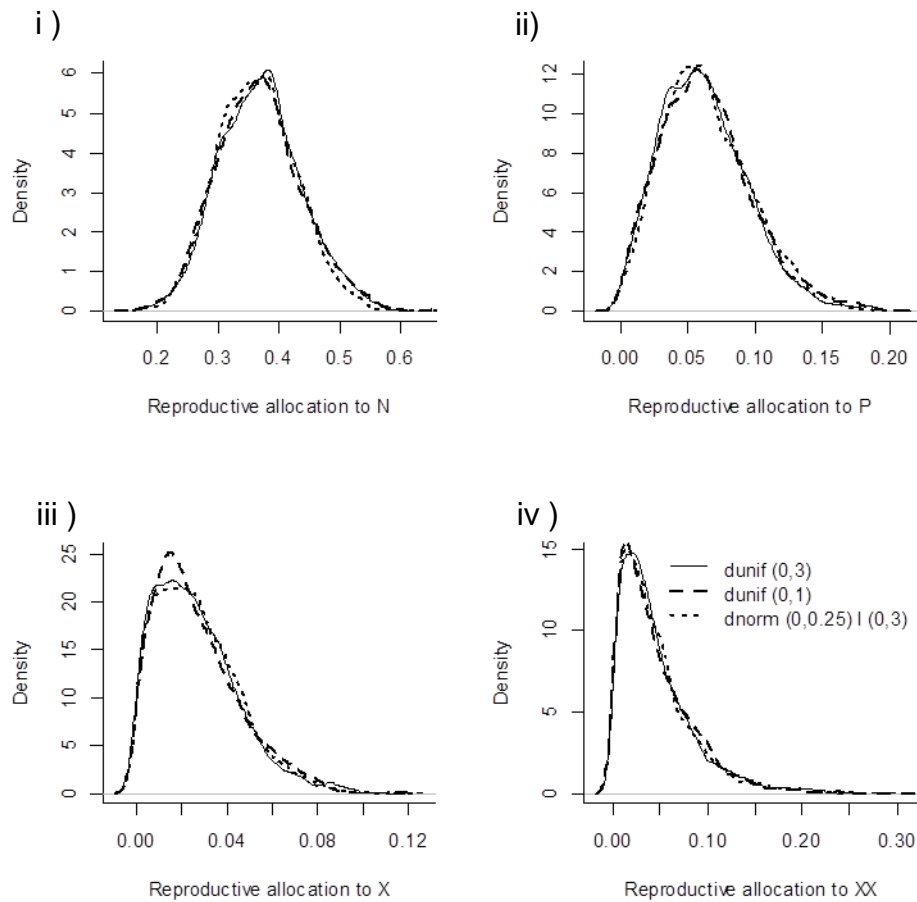 i )
ii)
Density
0 1 2 3 4 5 6
0.2 0.3 0.4 0.5 0.6
Reproductive allocation to N
Density
0 2 4 6 8 10 12
0.00 0.05 0.10 0.15 0.20
Reproductive allocation to P
iii )
iv )
Density
0 5 10 15 20 25
0.00 0.04 0.08 0.12
Reproductive allocation to X
Density
0 5 10 15
dunif (0,3)
dunif (0,1)
dnorm (0,0.25) I (0,3)
0.00 0.10 0.20 0.30
Reproductive allocation to XX